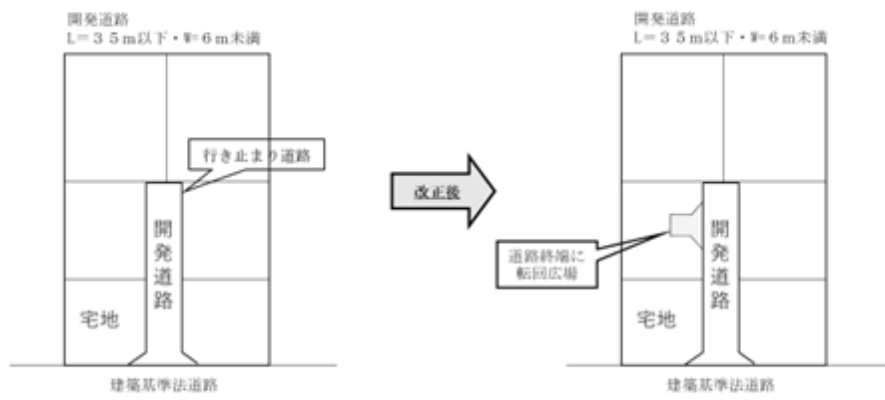 開発道路
L=35m以下・W=6m未満
行き止まり道路
開発道路
宅地
建築基準法道路
改正後
開発道路
L=35m以下・W=6m未満
道路終端に
転回広場
開発道路
宅地
建築基準法道路